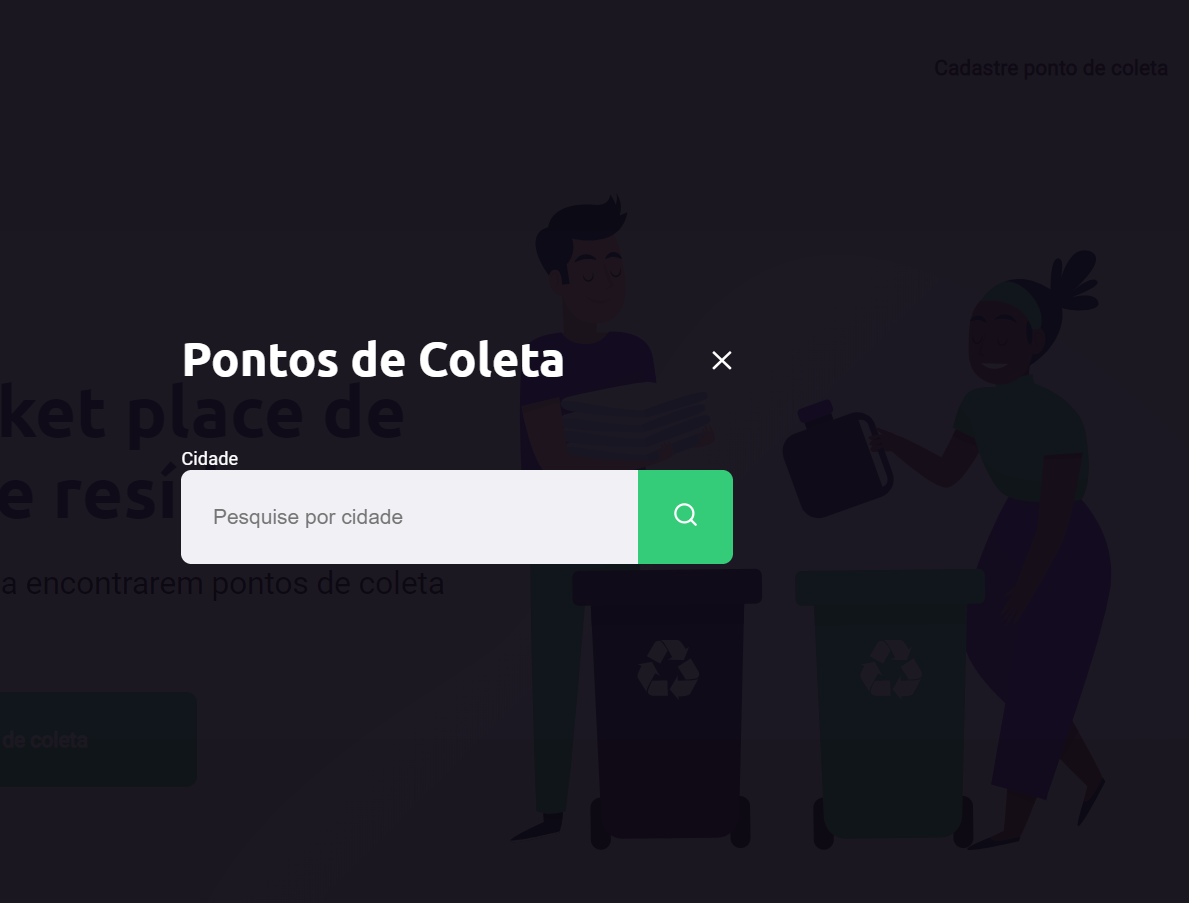 Cadastre ponto de coleta
Pontos de Coleta
ket place de
Cidade
e resí
Pesquise por cidade
a encontrarem pontos de coleta
de coleta